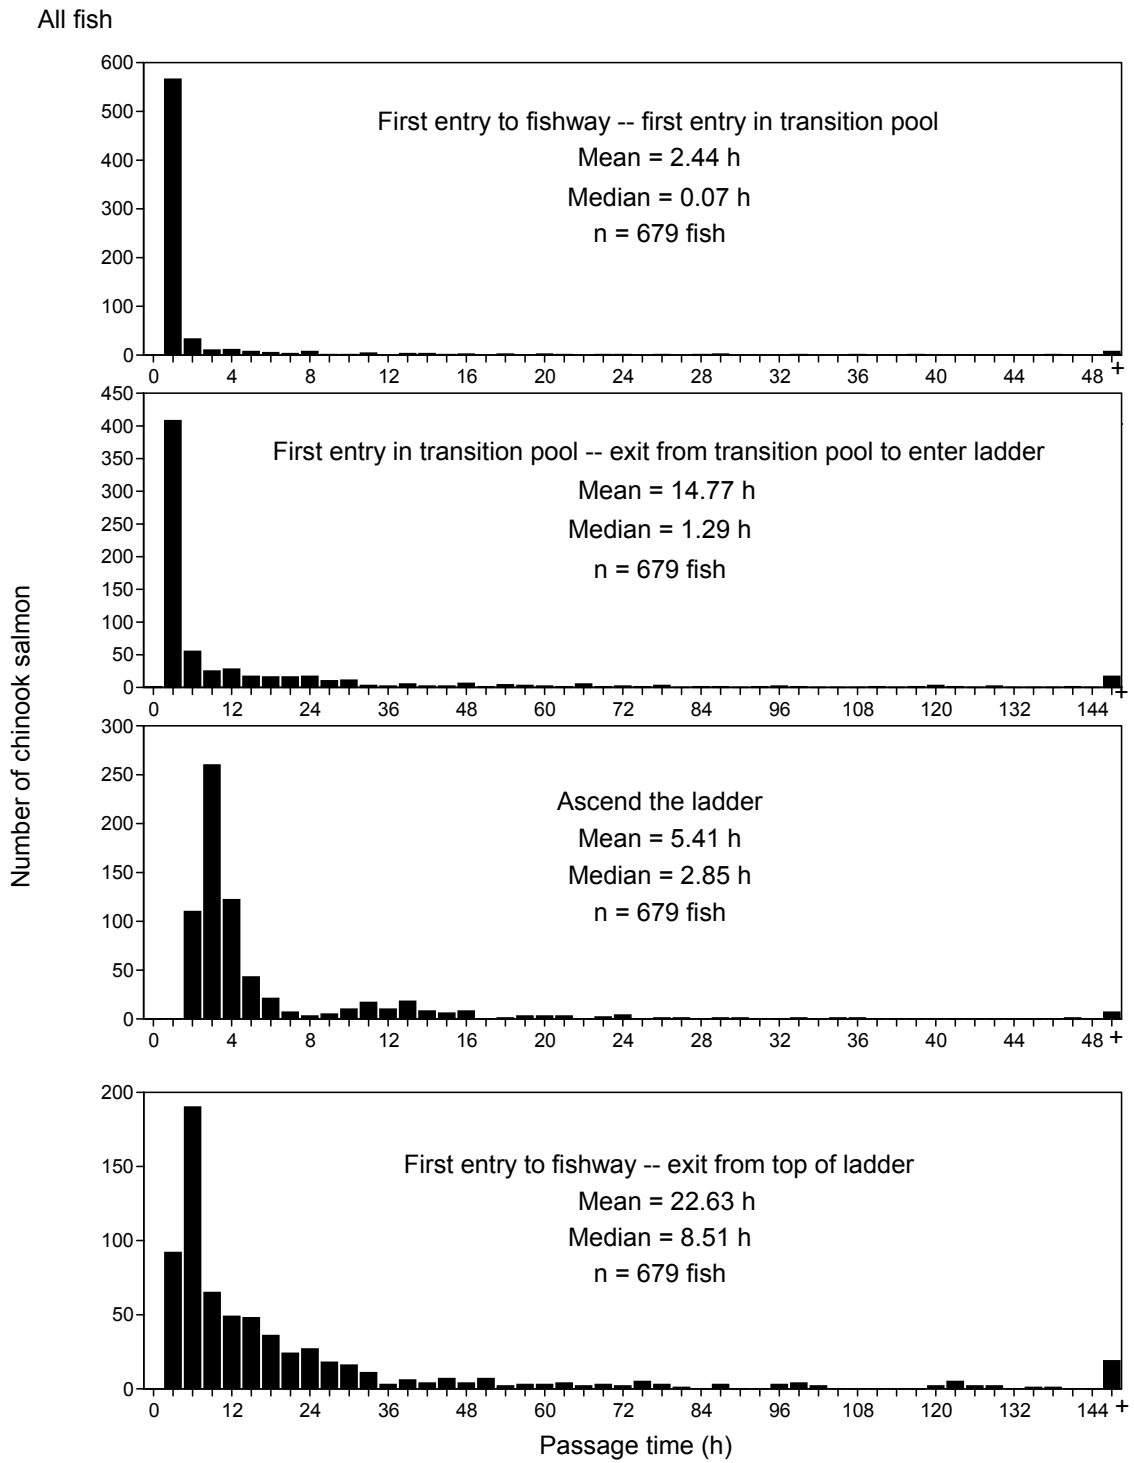 All fish
600
500
400
300
200
100
0
0 4 8 12 16 20 24 28 32 36 40 44 48 +
First entry to fishway -- first entry in transition pool
Mean = 2.44 h
Median = 0.07 h
n = 679 fish
450
400
350
300
250
200
150
100
50
0
0 12 24 36 48 60 72 84 96 108 120 132 144 +
First entry in transition pool -- exit from transition pool to enter ladder
Mean = 14.77 h
Median = 1.29 h
n = 679 fish
Number of chinook salmon
300
250
200
150
100
50
0
0 4 8 12 16 20 24 28 32 36 40 44 48 +
Ascend the ladder
Mean = 5.41 h
Median = 2.85 h
n = 679 fish
200
150
100
50
0
0 12 24 36 48 60 72 84 96 108 120 132 144 +
First entry to fishway -- exit from top of ladder
Mean = 22.63 h
Median = 8.51 h
n = 679 fish
Passage time (h)